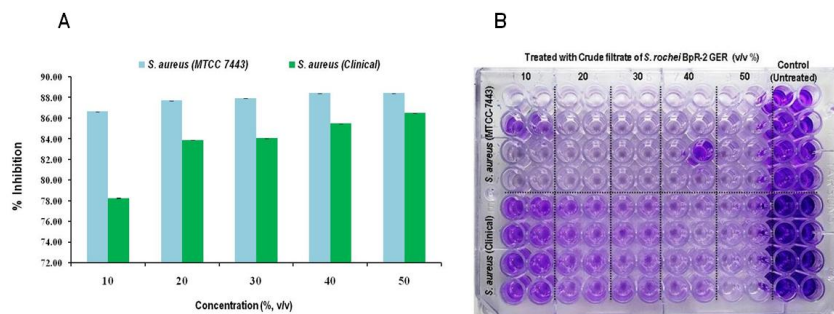 A
S. aureus (MTCC 7443)
S. aureus (Clinical)
90.00
88.00
86.00
84.00
82.00
80.00
78.00
76.00
74.00
72.00
% Inhibition
10 20 30 40 50
Concentration (%, v/v)
B
Treated with Crude filtrate of S. rochei BpR-2 GER (v/v %)
Control
(Untreated)
10 20 30 40 50
S. aureus (MTCC-7443)
S. aureus (Clinical)